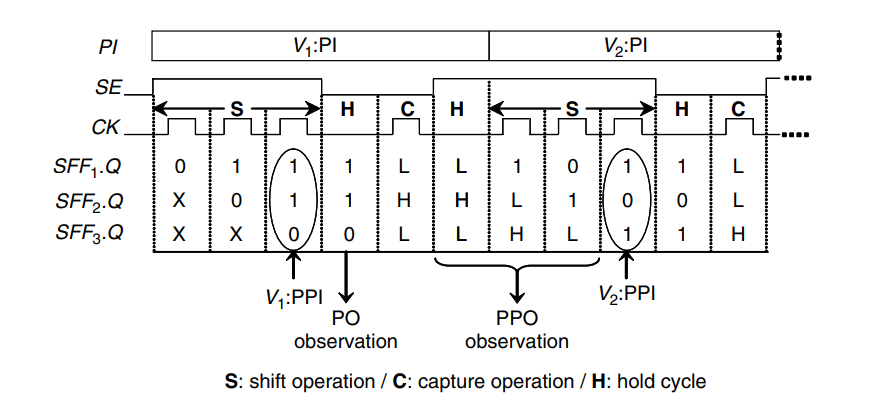 PI V1:PI V2:PI
SE
S H C H S H C
CK
SFF1.Q 0 1 1 1 L L 1 0 1 1 L
SFF2.Q X 0 1 1 H H L 1 0 0 L
SFF3.Q X X 0 0 L L H L 1 1 H
V1:PPI V2:PPI
PO PPO
observation observation
S: shift operation / C: capture operation / H: hold cycle